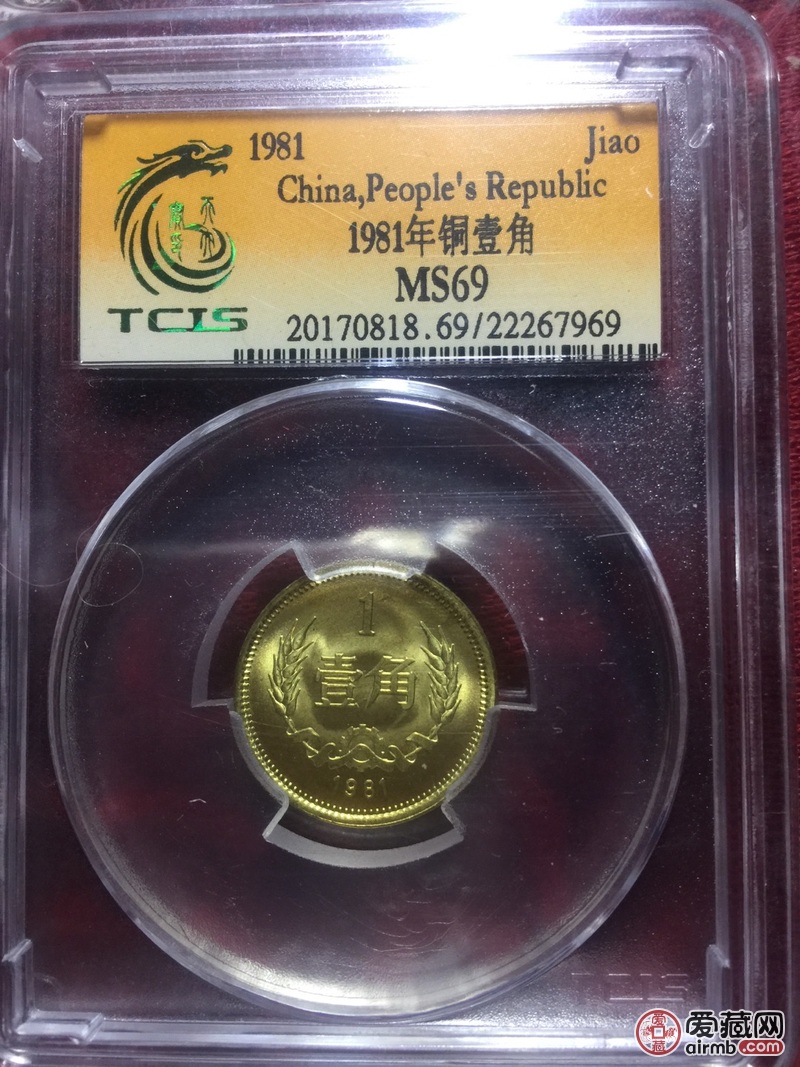 1981 Jiao
China,People's Republic
1981年铜壹角
MS69
20170818.69/22267969
TCIS
1
壹角
1981
TCIS
爱藏网
airmb.com